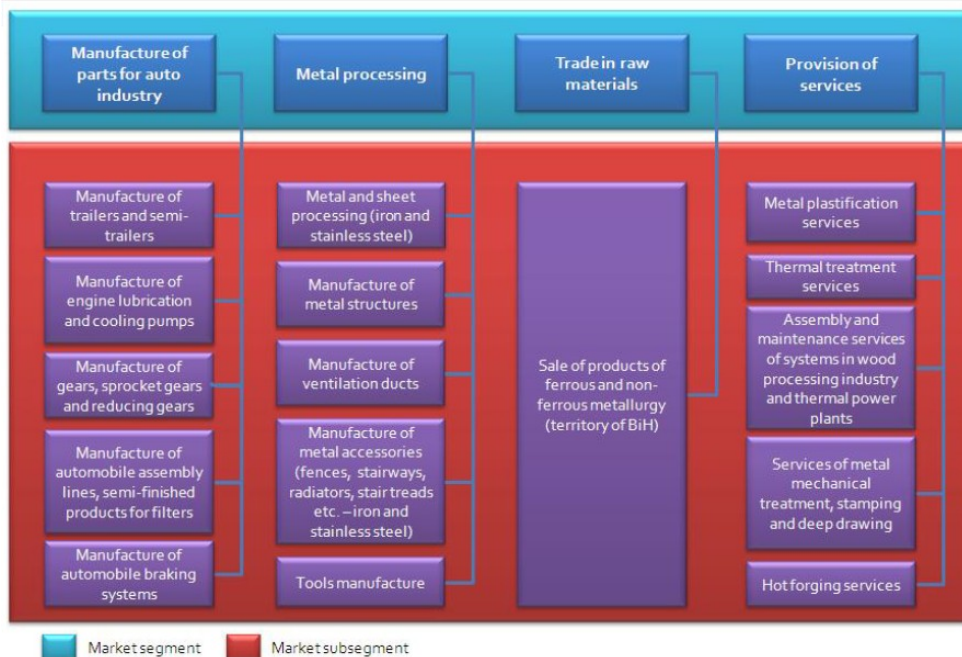 Manufacture of
parts for auto
industry
Metal processing
Trade in raw
materials
Provision of
services
Manufacture of
trailers and semi-
trailers
Manufacture of
engine lubrication
and cooling pumps
Manufacture of
gears, sprocket gears
and reducing gears
Manufacture of
automobile assembly
lines, semi-finished
products for filters
Manufacture of
automobile braking
systems
Metal and sheet
processing (iron and
stainless steel)
Manufacture of
metal structures
Manufacture of
ventilation ducts
Manufacture of
metal accessories
(fences, stairways,
radiators, stair treads
etc. – iron and
stainless steel)
Tools manufacture
Sale of products of
ferrous and non-
ferrous metallurgy
(territory of BiH)
Metal plastification
services
Thermal treatment
services
Assembly and
maintenance services
of systems in wood
processing industry
and thermal power
plants
Services of metal
mechanical
treatment, stamping
and deep drawing
Hot forging services
Market segment
Market subsegment